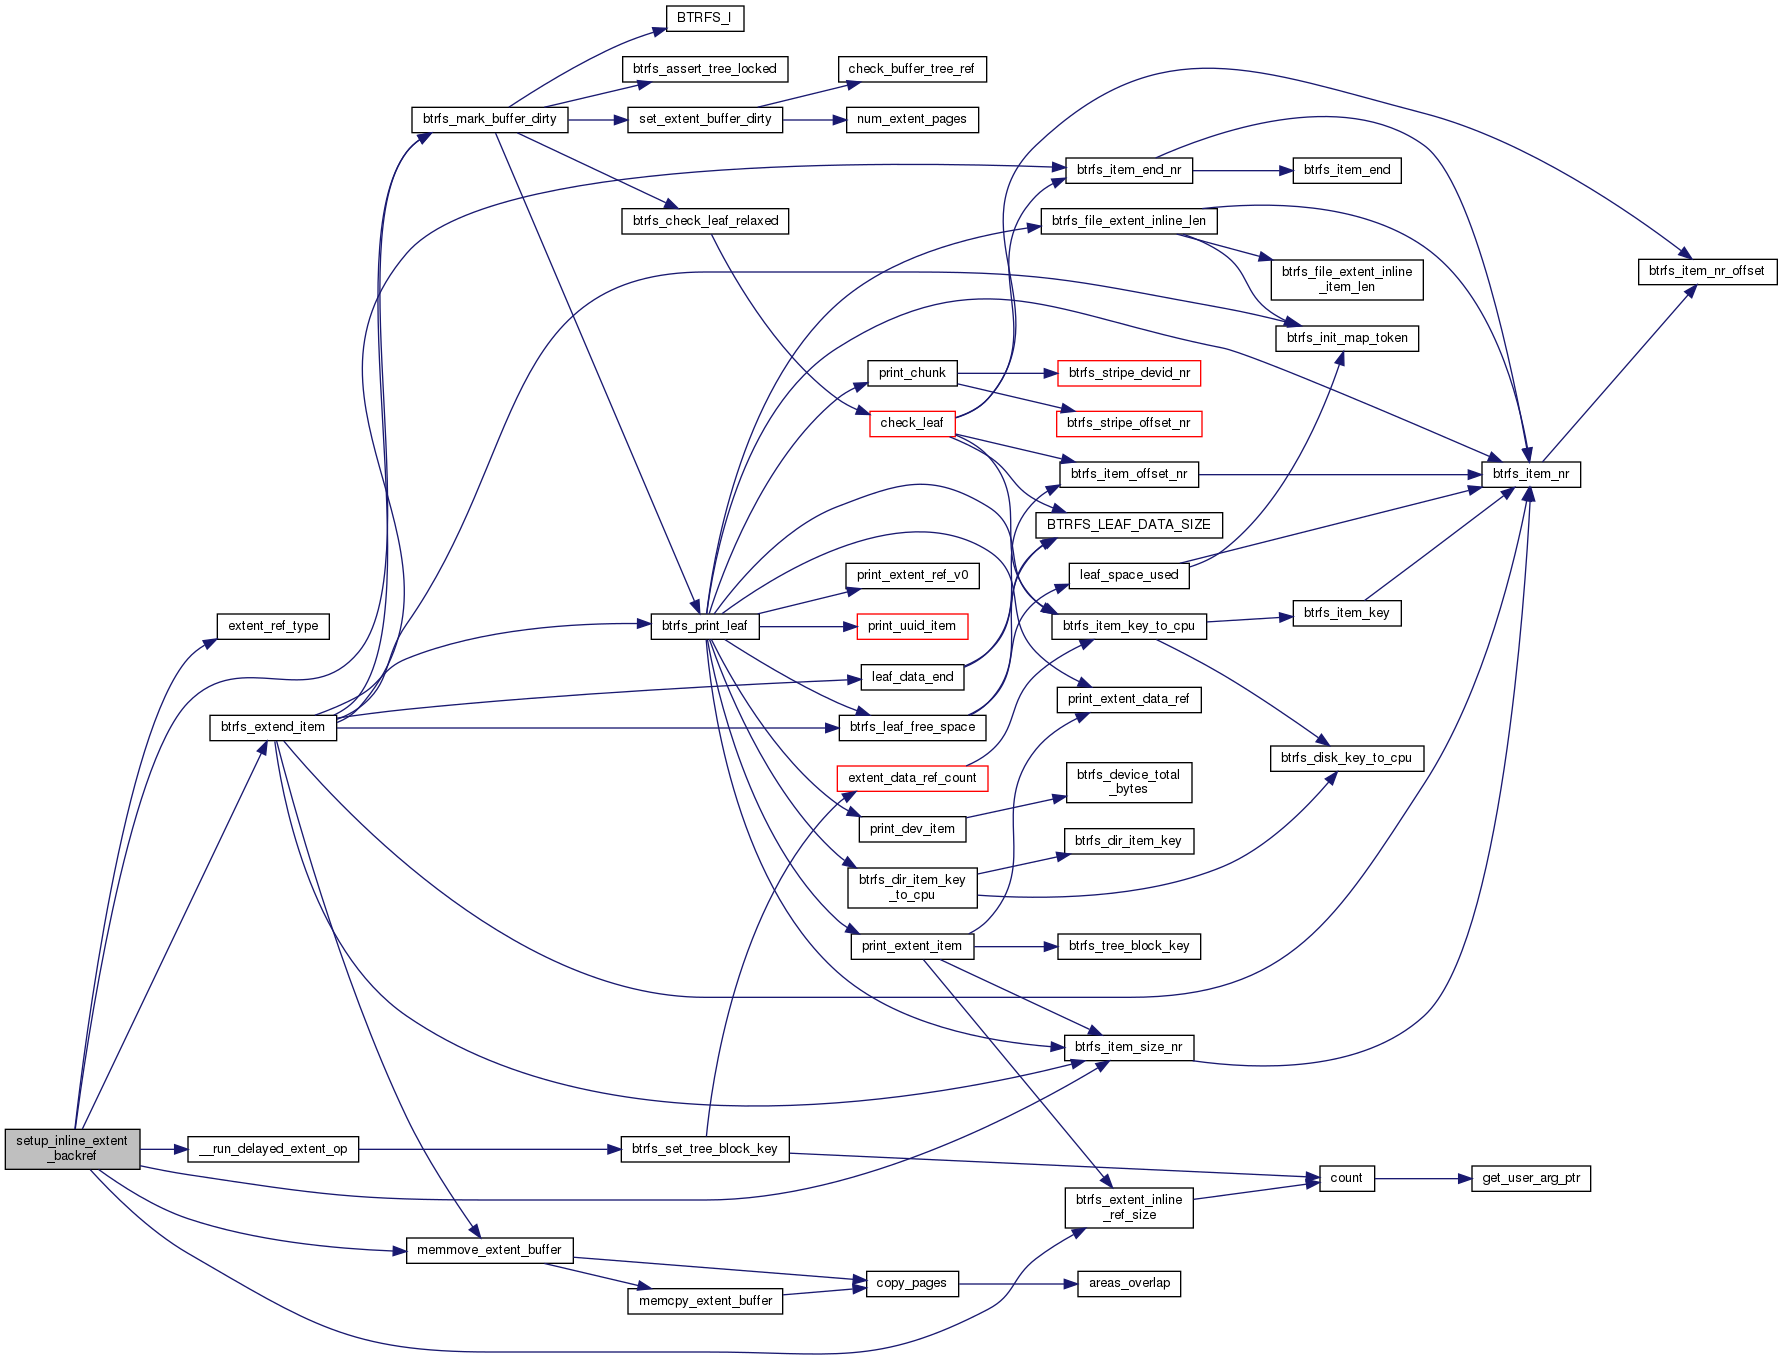 BTRFS_I
btrfs_assert_tree_locked
check_buffer_tree_ref
btrfs_mark_buffer_dirty
set_extent_buffer_dirty
num_extent_pages
btrfs_item_end_nr
btrfs_item_end
btrfs_check_leaf_relaxed
btrfs_file_extent_inline_len
btrfs_file_extent_inline
_item_len
btrfs_item_nr_offset
btrfs_init_map_token
print_chunk
btrfs_stripe_devid_nr
check_leaf
btrfs_stripe_offset_nr
btrfs_item_offset_nr
btrfs_item_nr
BTRFS_LEAF_DATA_SIZE
print_extent_ref_v0
leaf_space_used
extent_ref_type
btrfs_print_leaf
print_uuid_item
btrfs_item_key_to_cpu
btrfs_item_key
leaf_data_end
print_extent_data_ref
btrfs_extend_item
btrfs_leaf_free_space
btrfs_disk_key_to_cpu
extent_data_ref_count
btrfs_device_total
_bytes
print_dev_item
btrfs_dir_item_key
btrfs_dir_item_key
_to_cpu
print_extent_item
btrfs_tree_block_key
btrfs_item_size_nr
setup_inline_extent
_backref
__run_delayed_extent_op
btrfs_set_tree_block_key
count
get_user_arg_ptr
btrfs_extent_inline
_ref_size
memmove_extent_buffer
copy_pages
areas_overlap
memcpy_extent_buffer